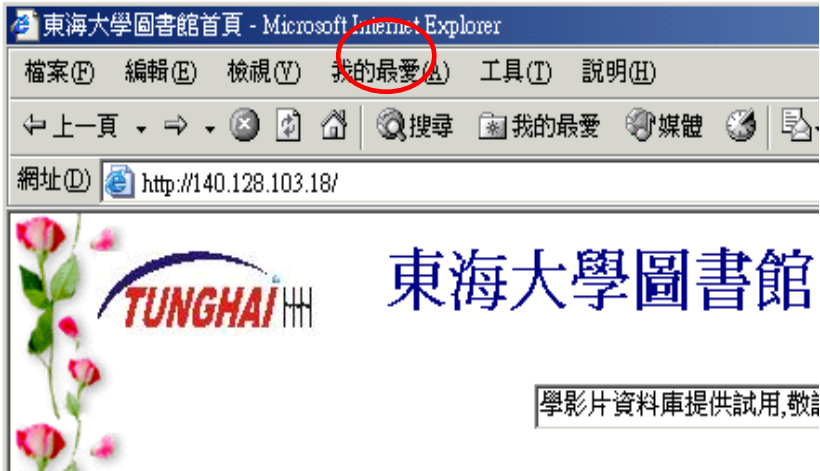 東海大學圖書館首頁 - Microsoft Internet Explorer
檔案(F) 編輯(E) 檢視(V) 我的最愛(A) 工具(T) 說明(H)
上一頁 搜尋 我的最愛 媒體
網址(D) http://140.128.103.18/
TUNGHAI
東海大學圖書館
學影片資料庫提供試用,敬